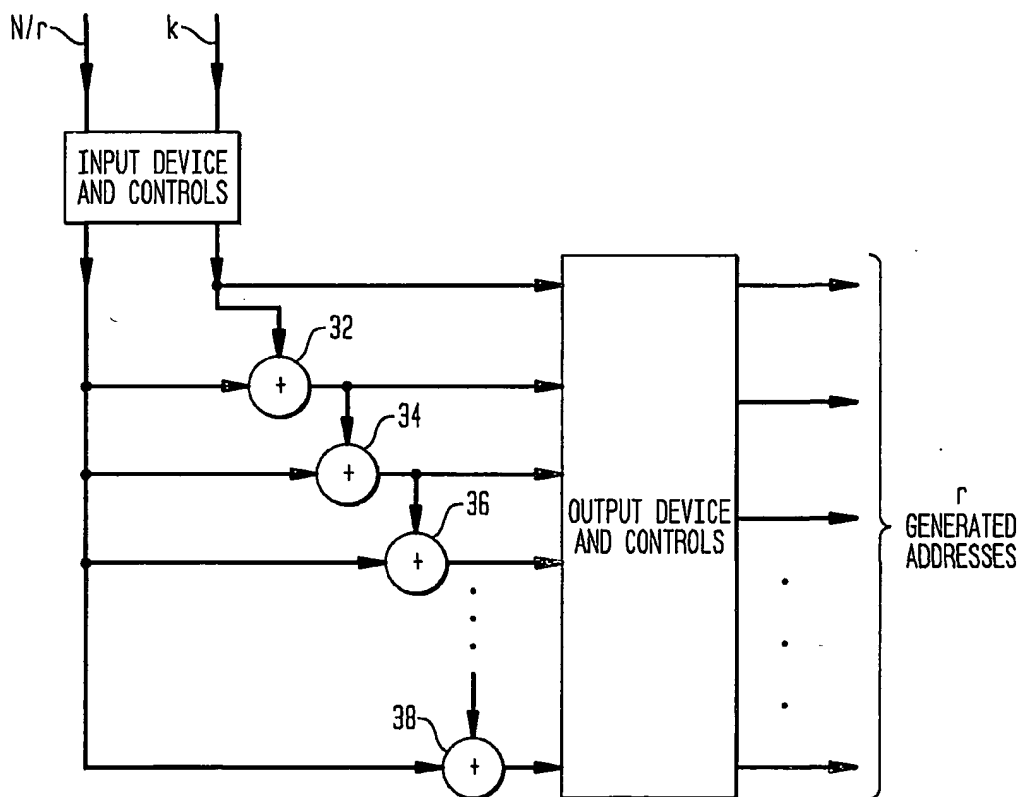 N/r
k
INPUT DEVICE
AND CONTROLS
32
+
34
+
36
+
38
+
OUTPUT DEVICE
AND CONTROLS
r
GENERATED
ADDRESSES